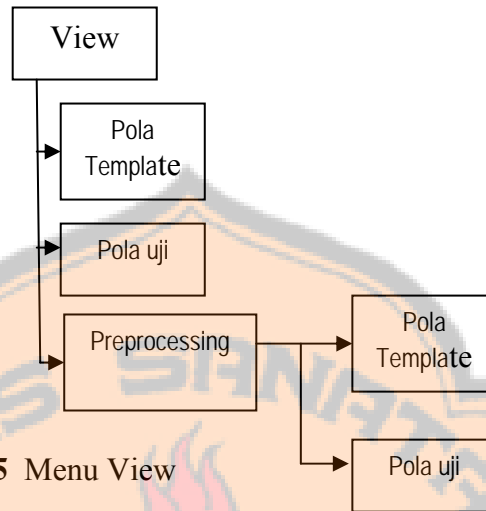 View
Pola
Template
Pola uji
Preprocessing
Pola
Template
Pola uji
5 Menu View